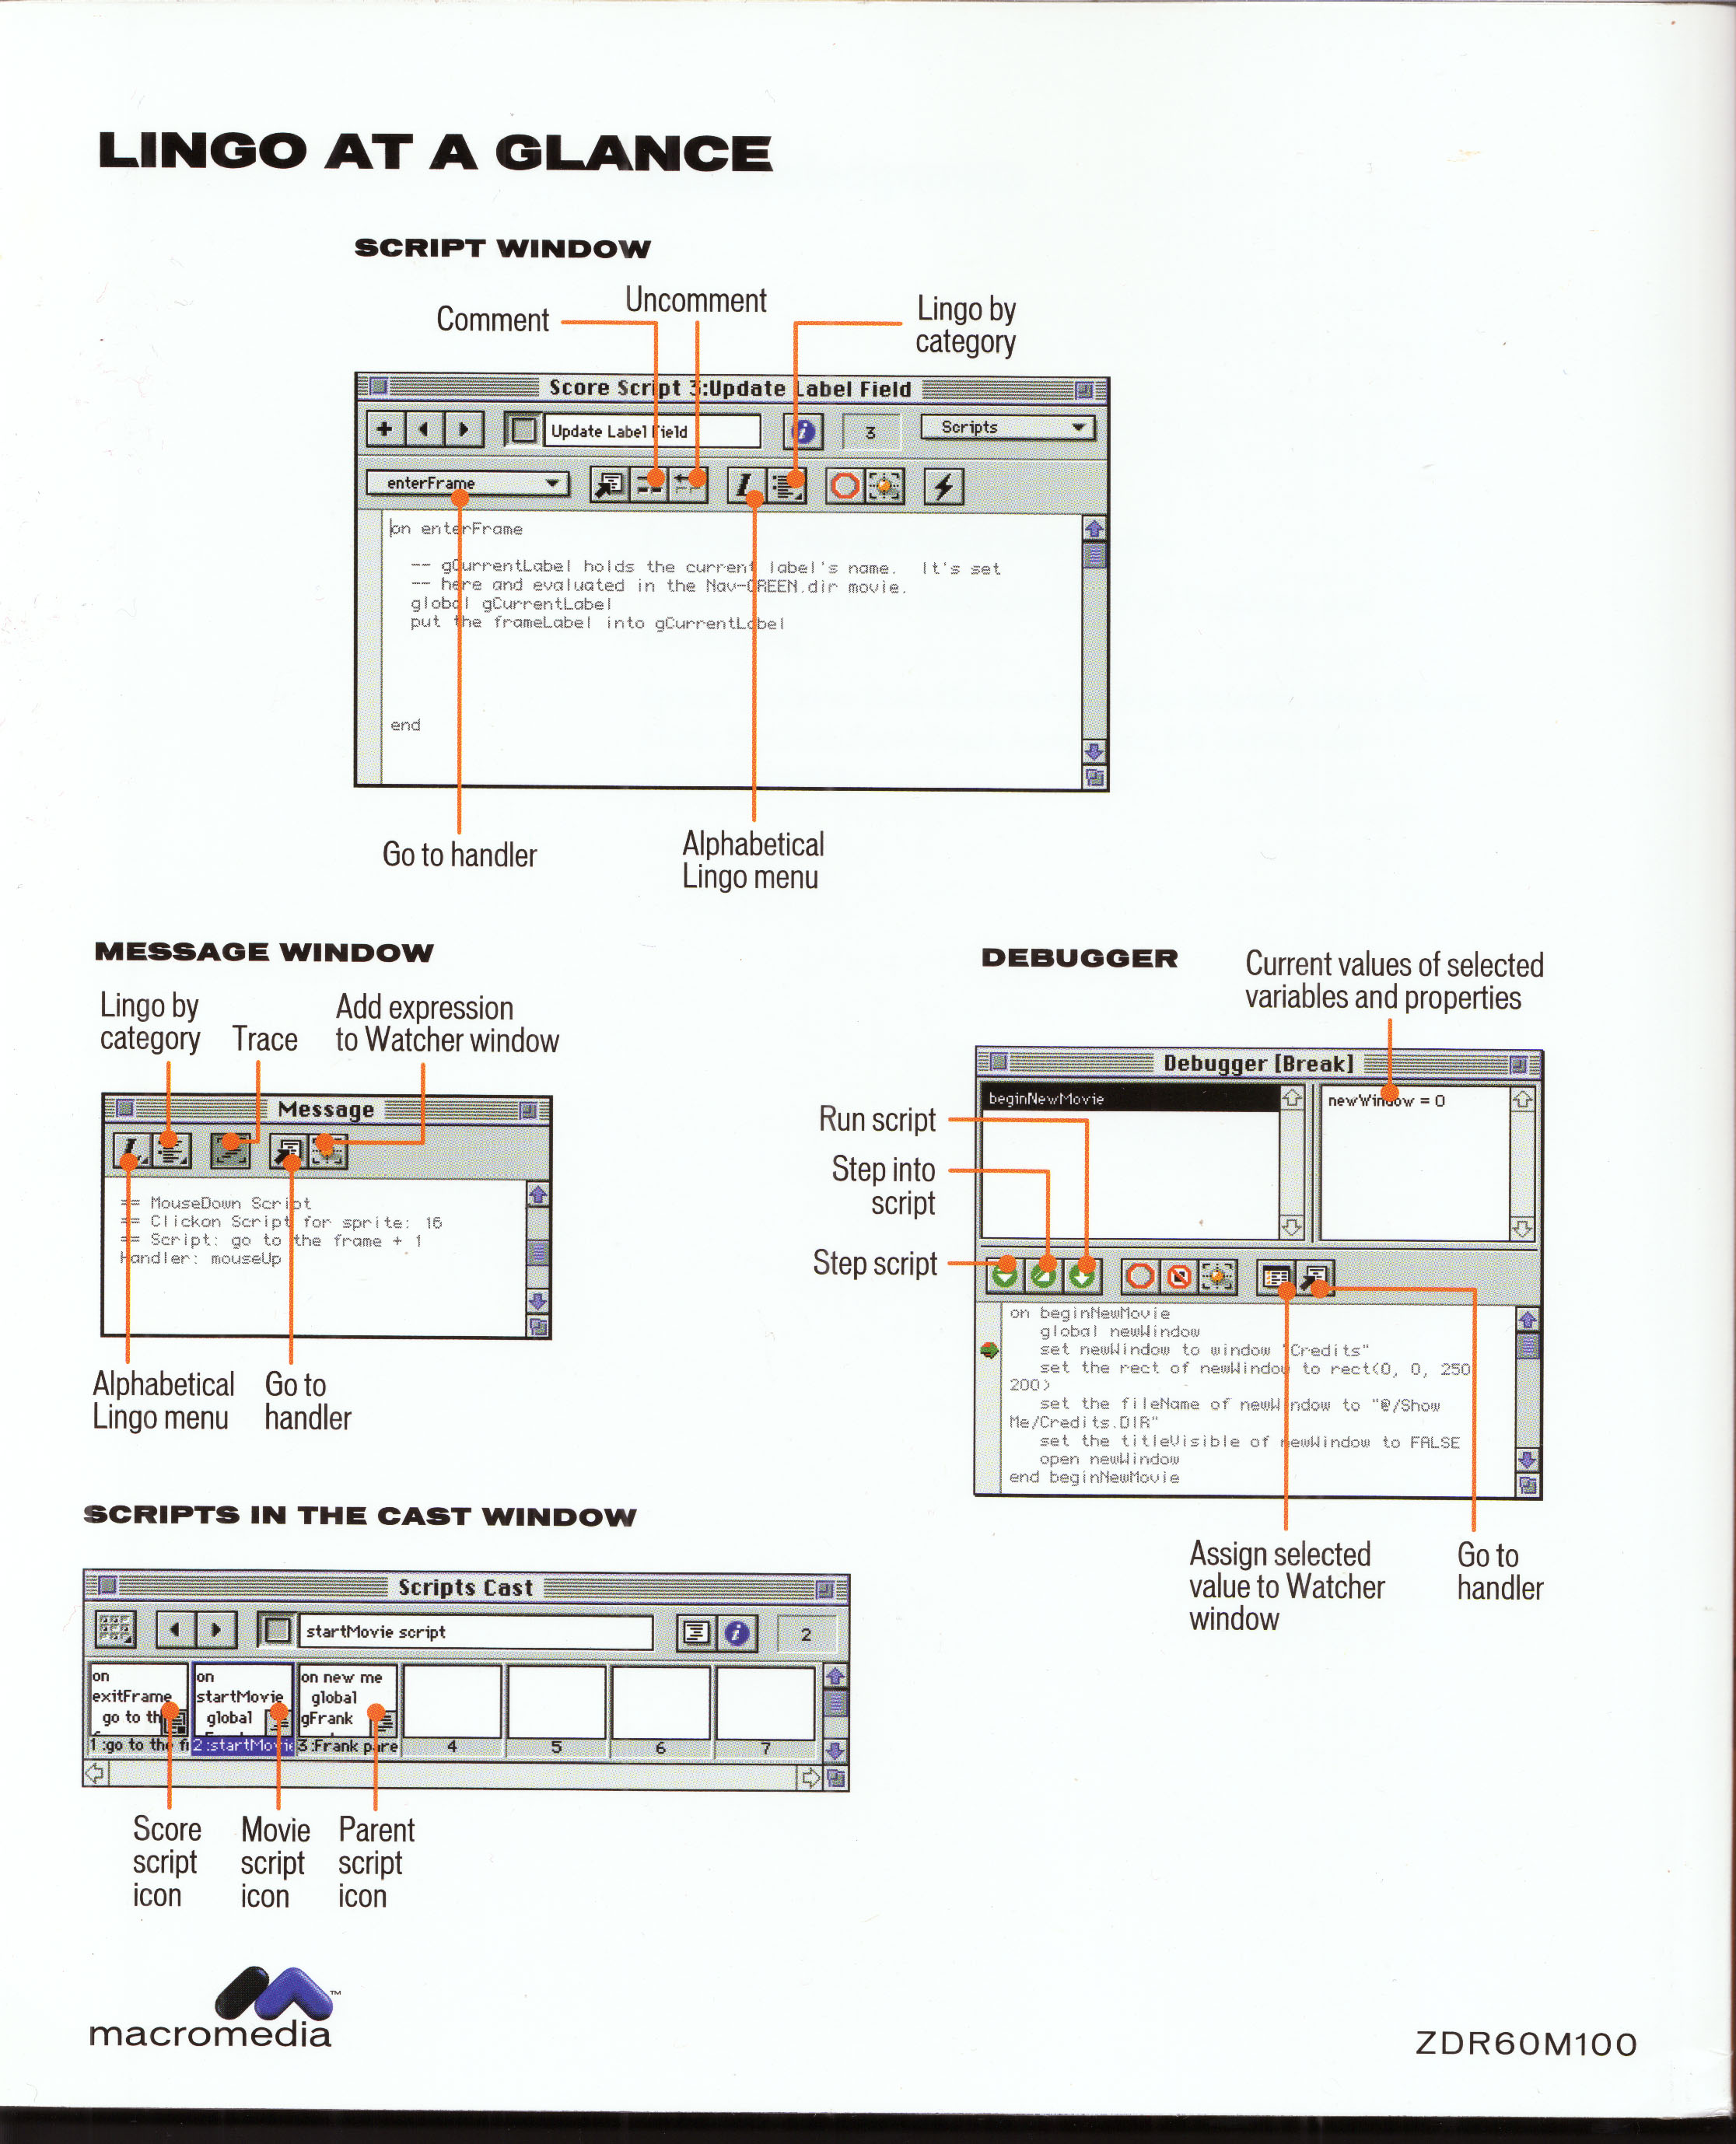 LINGO AT A GLANCE
SCRIPT WINDOW
Comment
Uncomment
Lingo by
category
Score Script 3:Update Label Field
Update Label Field
3
Scripts
enterFrame
on enterFrame
-- gCurrentLabel holds the current label's name. It's set
-- here and evaluated in the Nav-GREEN.dir movie.
global gCurrentLabel
put the frameLabel into gCurrentLabel
end
Go to handler
Alphabetical
Lingo menu
MESSAGE WINDOW
Lingo by
category
Trace
Add expression
to Watcher window
Message
== MouseDown Script
== Clickon Script for sprite: 16
== Script: go to the frame + 1
Handler: mouseUp
Alphabetical
Lingo menu
Go to
handler
DEBUGGER
Current values of selected
variables and properties
Debugger [Break]
beginNewMovie
newWindow = 0
Run script
Step into
script
Step script
on beginNewMovie
global newWindow
set newWindow to window "Credits"
set the rect of newWindow to rect(0, 0, 250
200)
set the fileName of newWindow to "@/Show
Me/Credits.DIR"
set the titleVisible of newWindow to FALSE
open newWindow
end beginNewMovie
Assign selected
value to Watcher
window
Go to
handler
SCRIPTS IN THE CAST WINDOW
Scripts Cast
startMovie script
2
on
exitFrame
go to th
1 :go to the fr
on
startMovie
global
2 :startMovie
on new me
global
gFrank
3 :Frank pare
4
5
6
7
Score
script
icon
Movie
script
icon
Parent
script
icon
macromedia
TM
ZDR60M100